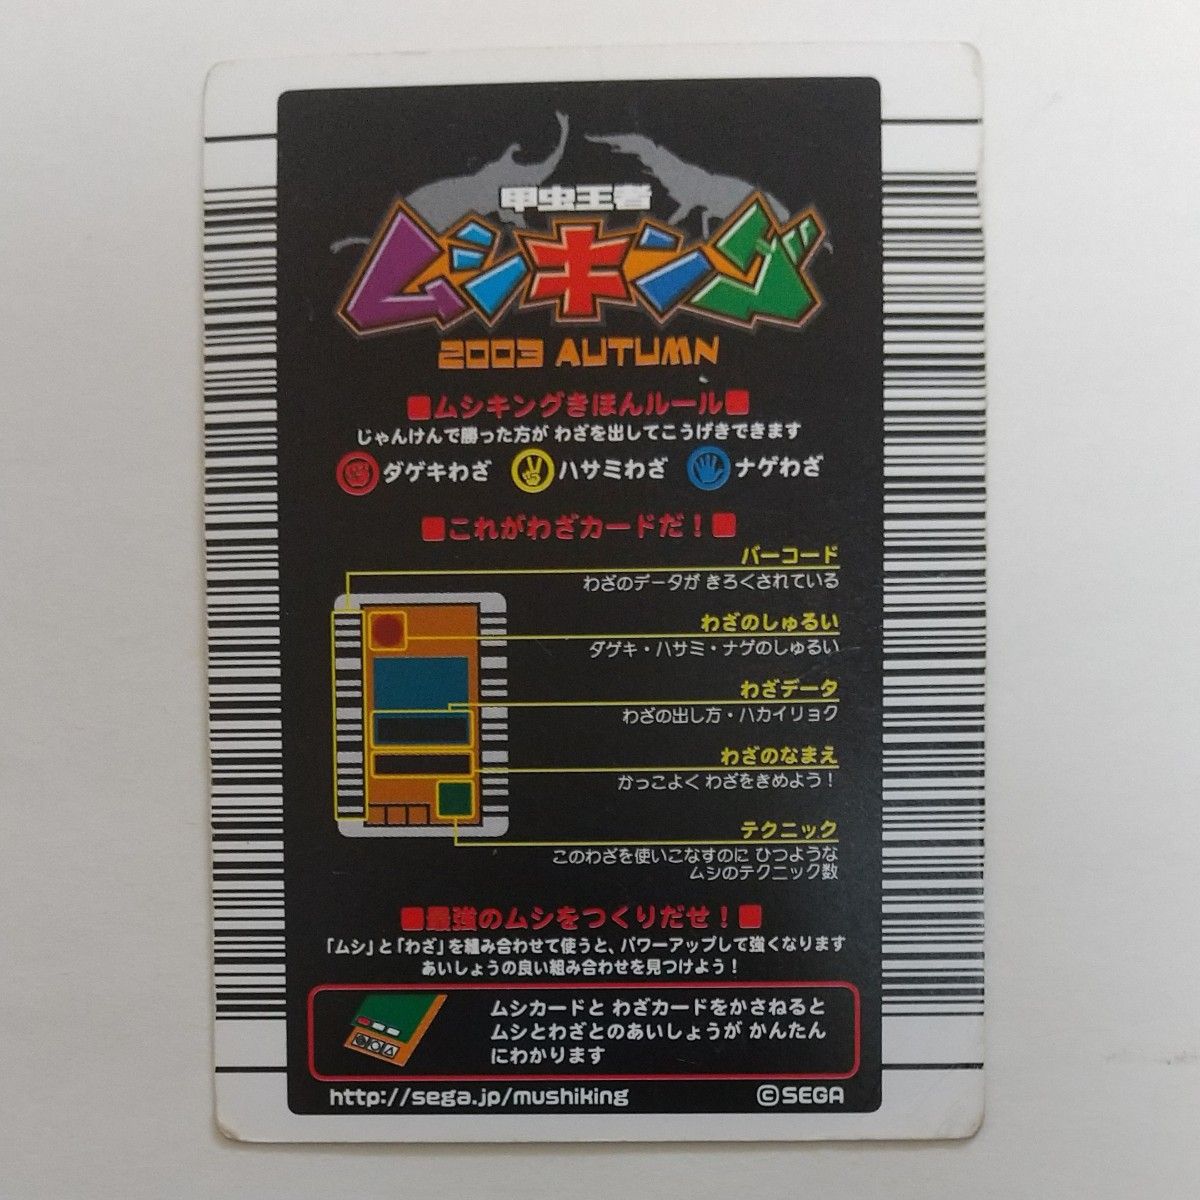 甲虫王者
ムシキング
2003 AUTUMN
■ムシキングきほんルール■
じゃんけんで勝った方が わざを出してこうげきできます
ダゲキわざ ハサミわざ ナゲわざ
■これがわざカードだ！■
バーコード
わざのデータが きろくされている
わざのしゅるい
ダゲキ・ハサミ・ナゲのしゅるい
わざデータ
わざの出し方・ハカイリョク
わざのなまえ
かっこよく わざをきめよう！
テクニック
このわざを使いこなすのに ひつような
ムシのテクニック数
■最強のムシをつくりだせ！■
「ムシ」と「わざ」を組み合わせて使うと、パワーアップして強くなります
あいしょうの良い組み合わせを見つけよう！
ムシカードと わざカードをかさねると
ムシとわざとのあいしょうが かんたん
にわかります
http://sega.jp/mushiking ©SEGA